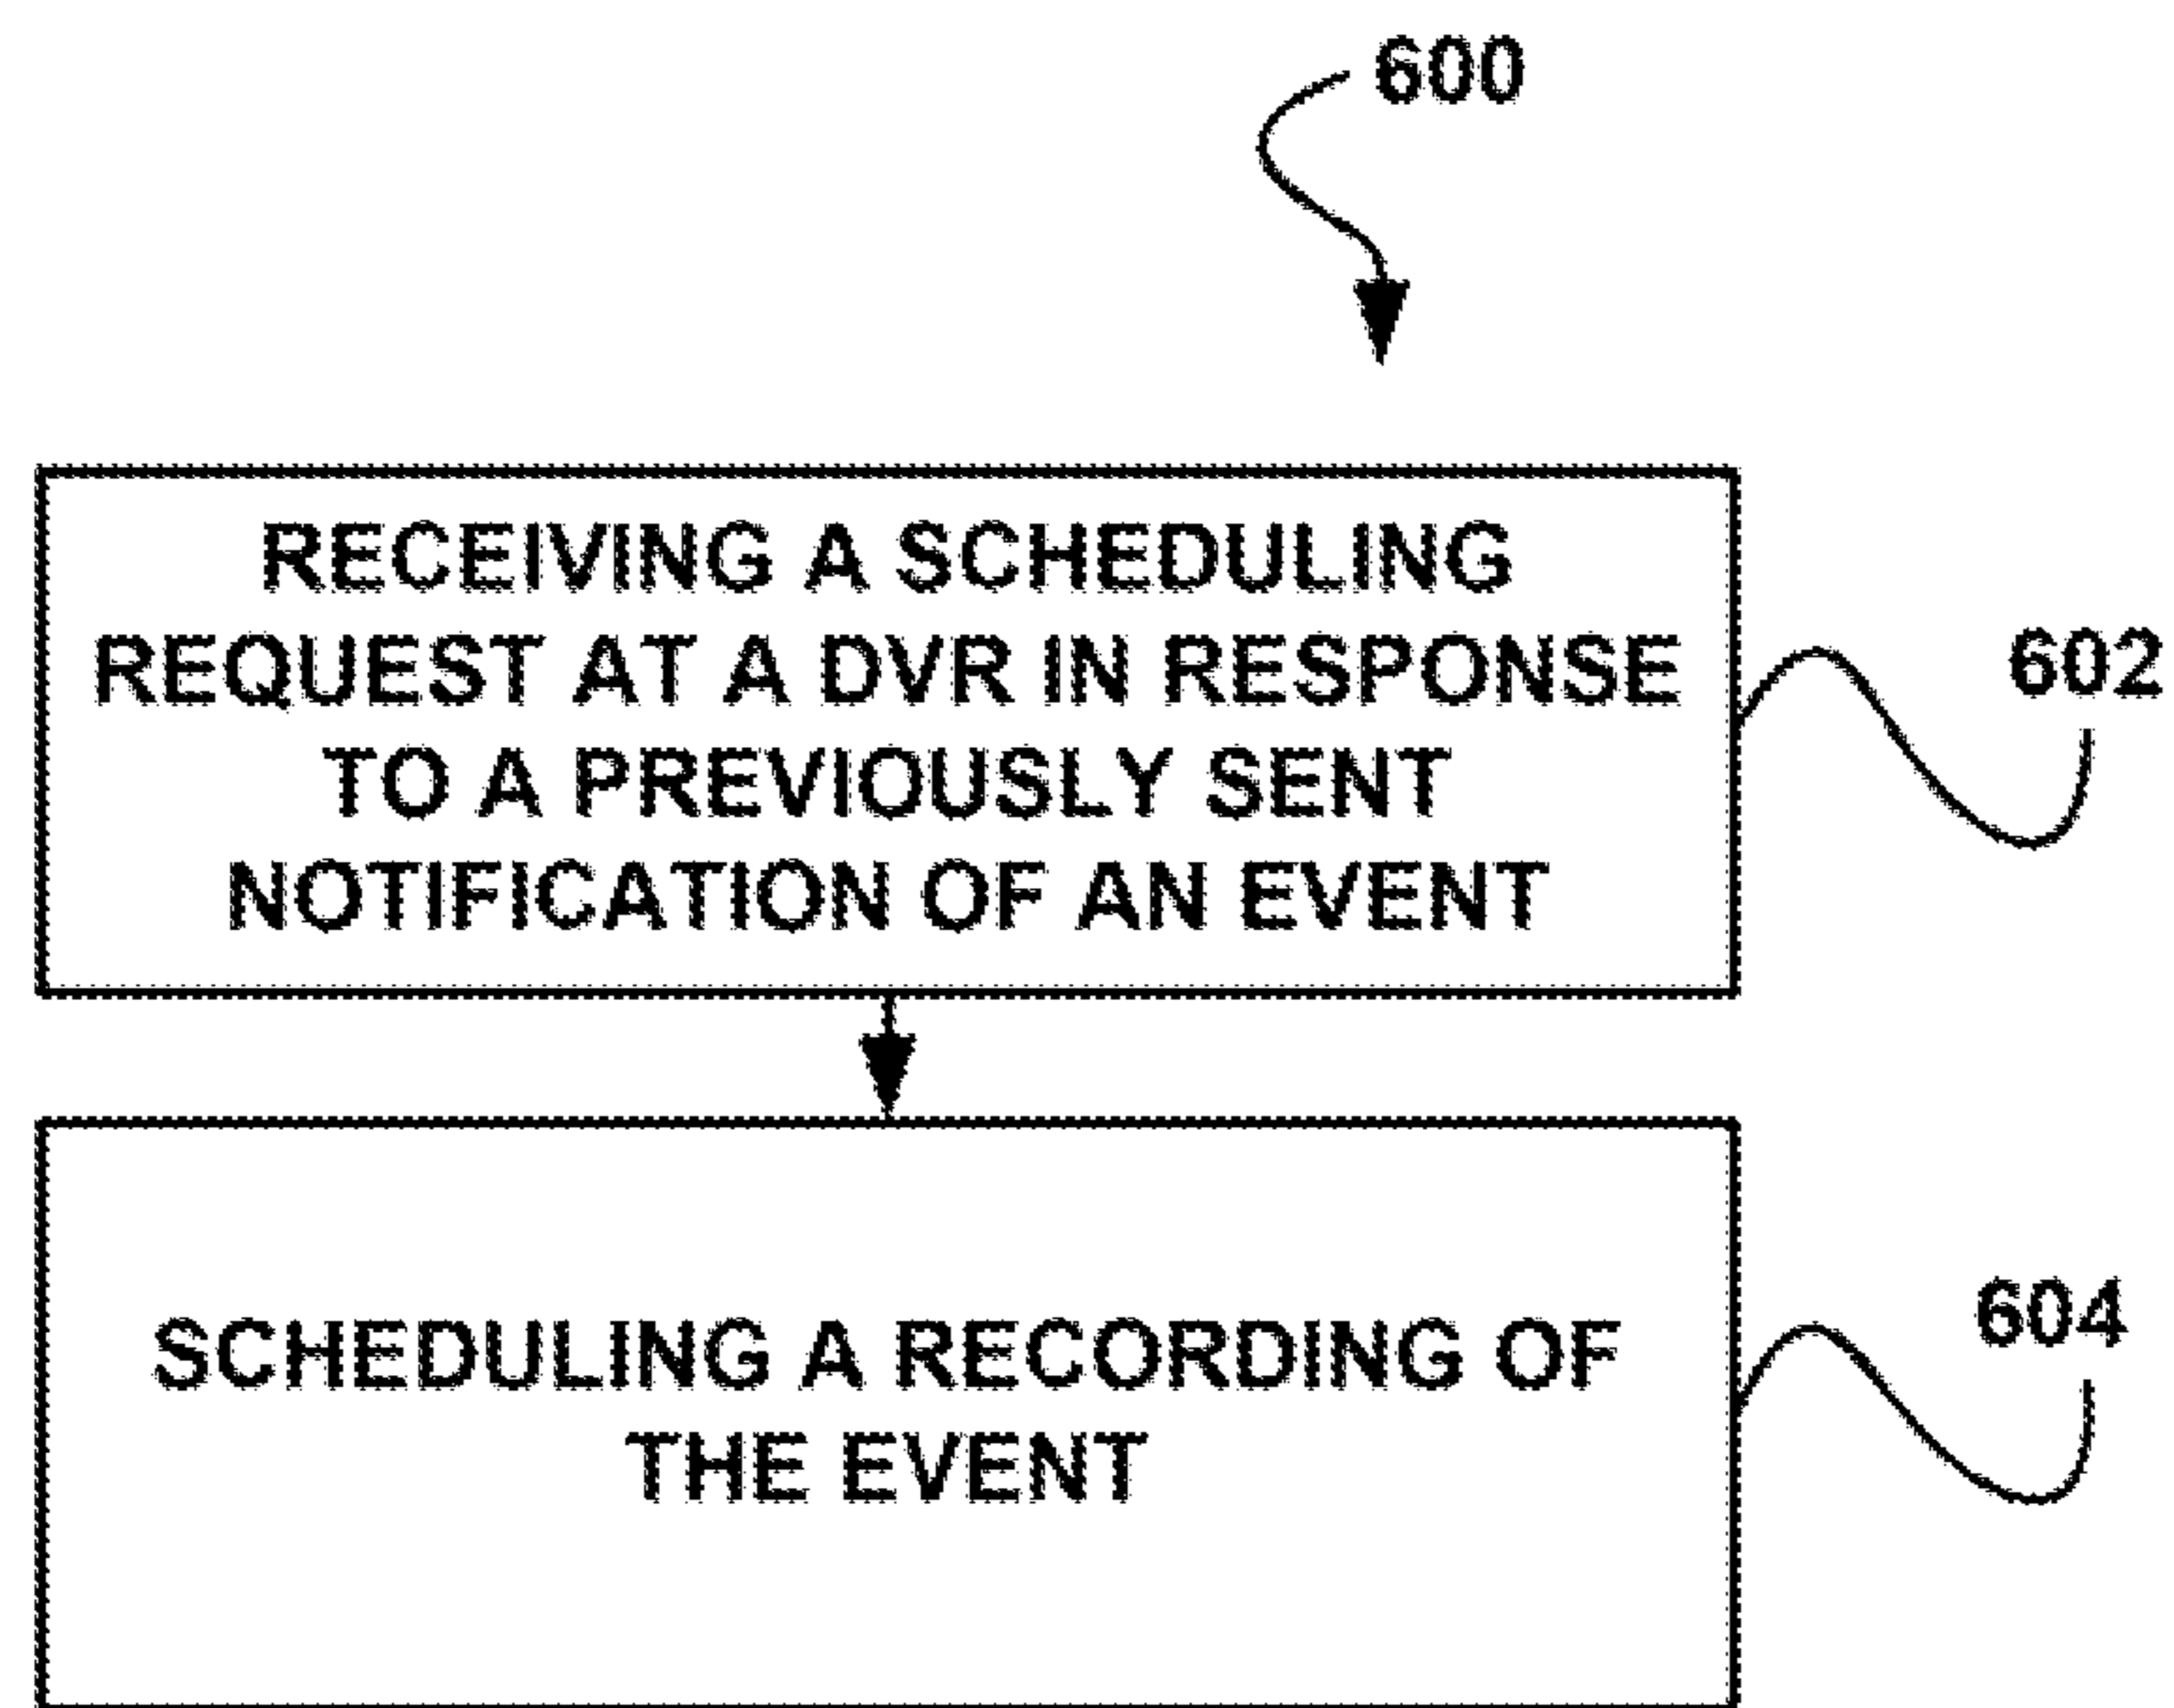 600
RECEIVING A SCHEDULING
REQUEST AT A DVR IN RESPONSE
TO A PREVIOUSLY SENT
NOTIFICATION OF AN EVENT
602
SCHEDULING A RECORDING OF
THE EVENT
604